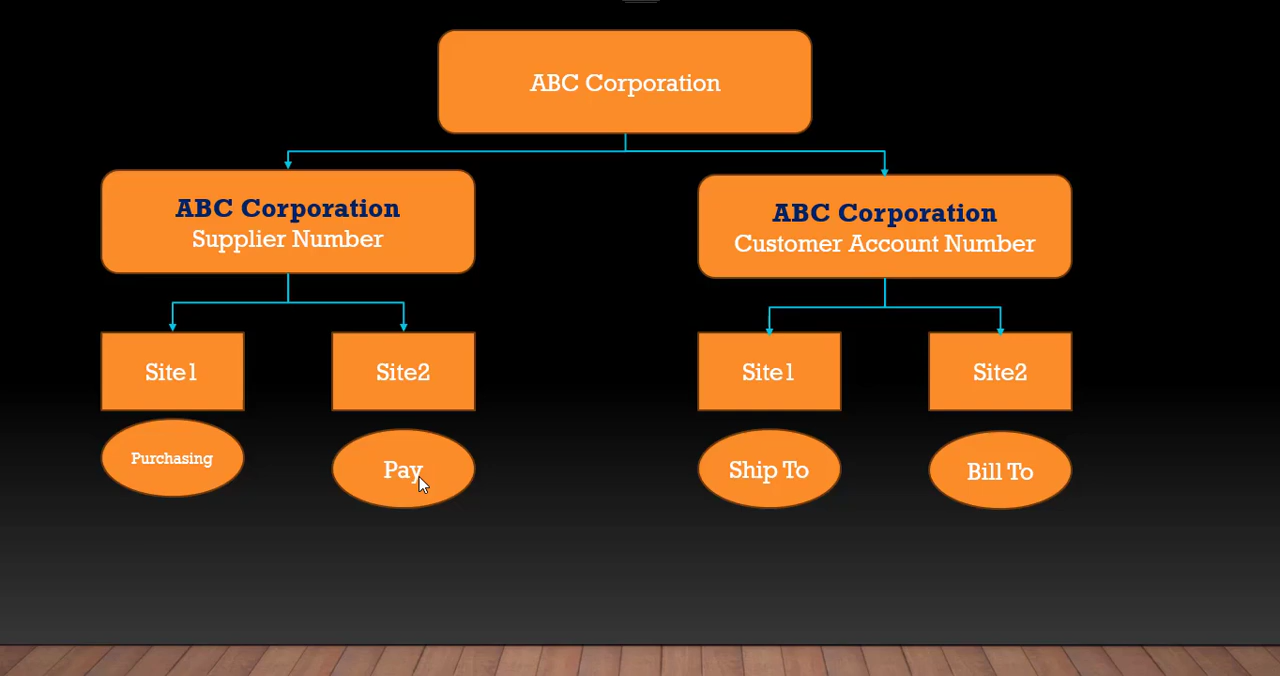 ABC Corporation
ABC Corporation
Supplier Number
ABC Corporation
Customer Account Number
Site1
Site2
Site1
Site2
Purchasing
Pay
Ship To
Bill To